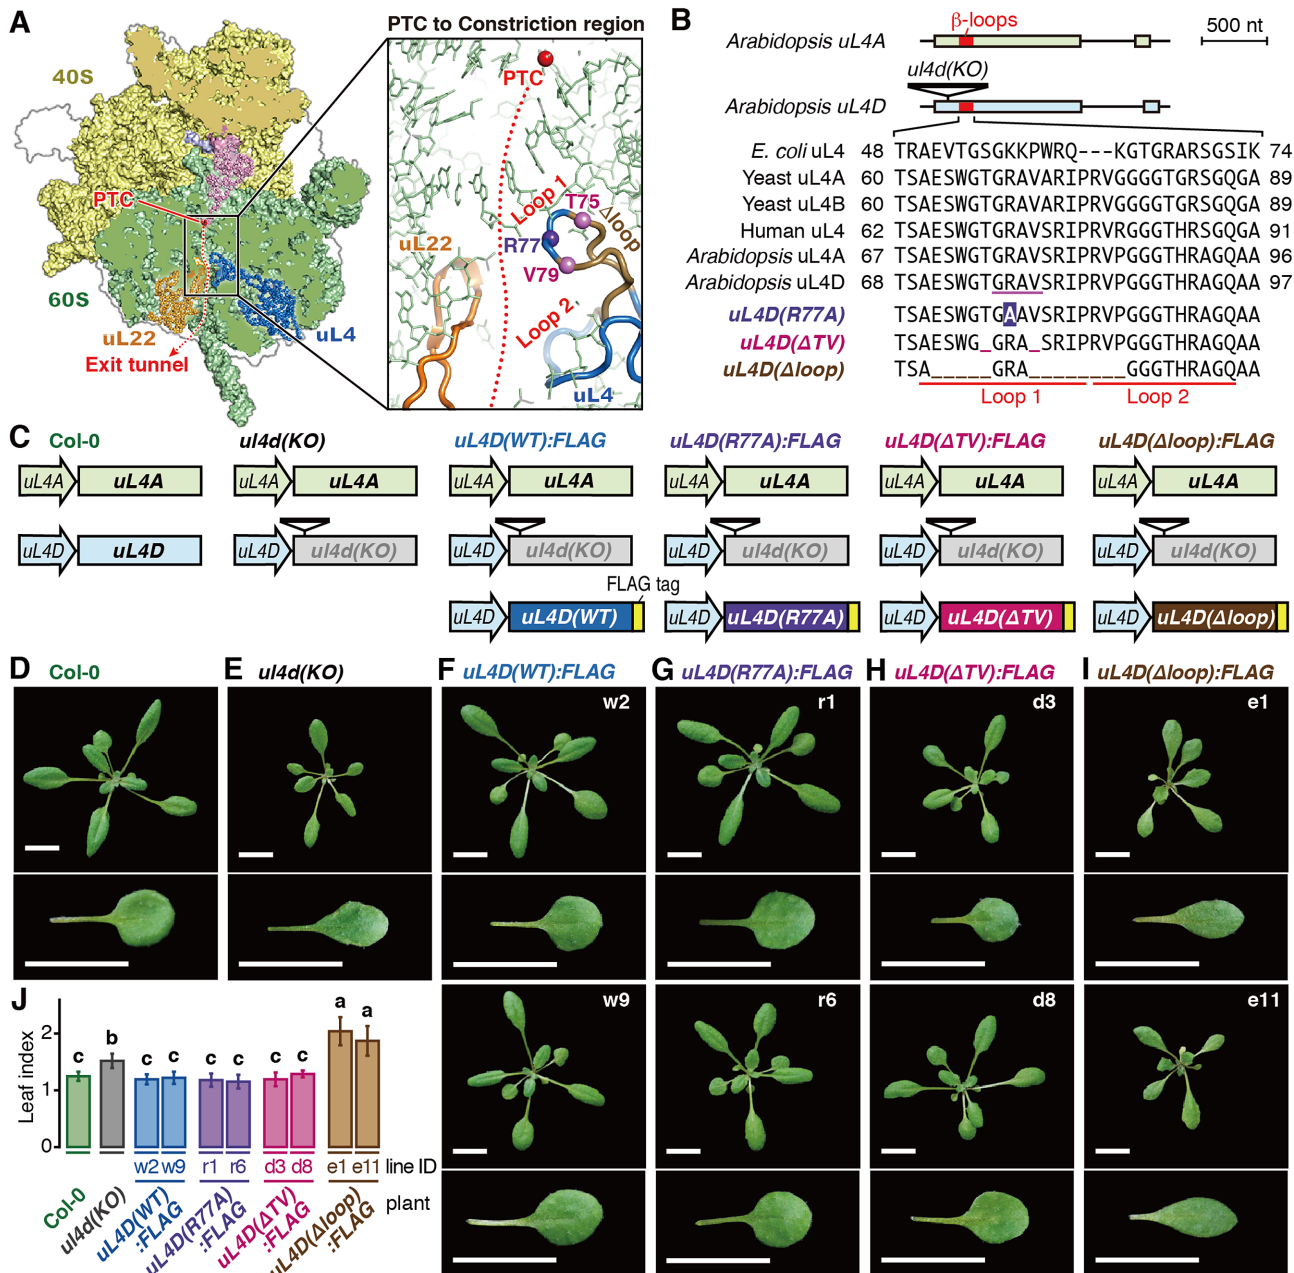 A
PTC to Constriction region
40S
60S
PTC
uL22
uL4
Exit tunnel
PTC
Loop 1
T75
Δloop
R77
V79
uL22
Loop 2
uL4
B
β-loops
500 nt
Arabidopsis uL4A
ul4d(KO)
Arabidopsis uL4D
E. coli uL4 48 TRAEVTGSGKKPWRQ---KGTGRARSGSIK 74
Yeast uL4A 60 TSAESWGTGRAVARIPRVGGGGTGRSGQGA 89
Yeast uL4B 60 TSAESWGTGRAVARIPRVGGGGTGRSGQGA 89
Human uL4 62 TSAESWGTGRAVSRIPRVGGGGTHRSGQGA 91
Arabidopsis uL4A 67 TSAESWGTGRAVSRIPRVPGGGTHRAGQAA 96
Arabidopsis uL4D 68 TSAESWGTGRAVSRIPRVPGGGTHRAGQAA 97
uL4D(R77A) TSAESWGTGAAVSRIPRVPGGGTHRAGQAA
uL4D(ΔTV) TSAESWG_GRA_SRIPRVPGGGTHRAGQAA
uL4D(Δloop) TSA_____GRA________GGGTHRAGQAA
Loop 1 Loop 2
C
Col-0 ul4d(KO) uL4D(WT):FLAG uL4D(R77A):FLAG uL4D(ΔTV):FLAG uL4D(Δloop):FLAG
uL4A uL4A uL4A uL4A uL4A uL4A uL4A uL4A uL4A uL4A uL4A uL4A
uL4D uL4D uL4D ul4d(KO) uL4D ul4d(KO) uL4D ul4d(KO) uL4D ul4d(KO) uL4D ul4d(KO)
FLAG tag
uL4D uL4D(WT) uL4D uL4D(R77A) uL4D uL4D(ΔTV) uL4D uL4D(Δloop)
D Col-0
E ul4d(KO)
F uL4D(WT):FLAG
G uL4D(R77A):FLAG
H uL4D(ΔTV):FLAG
I uL4D(Δloop):FLAG
w2 r1 d3 e1
w9 r6 d8 e11
J
Leaf index
2
1
0
c b c c c c c c a a
w2 w9 r1 r6 d3 d8 e1 e11 line ID
Col-0
ul4d(KO)
uL4D(WT)
:FLAG
uL4D(R77A)
:FLAG
uL4D(ΔTV)
:FLAG
uL4D(Δloop)
:FLAG
plant